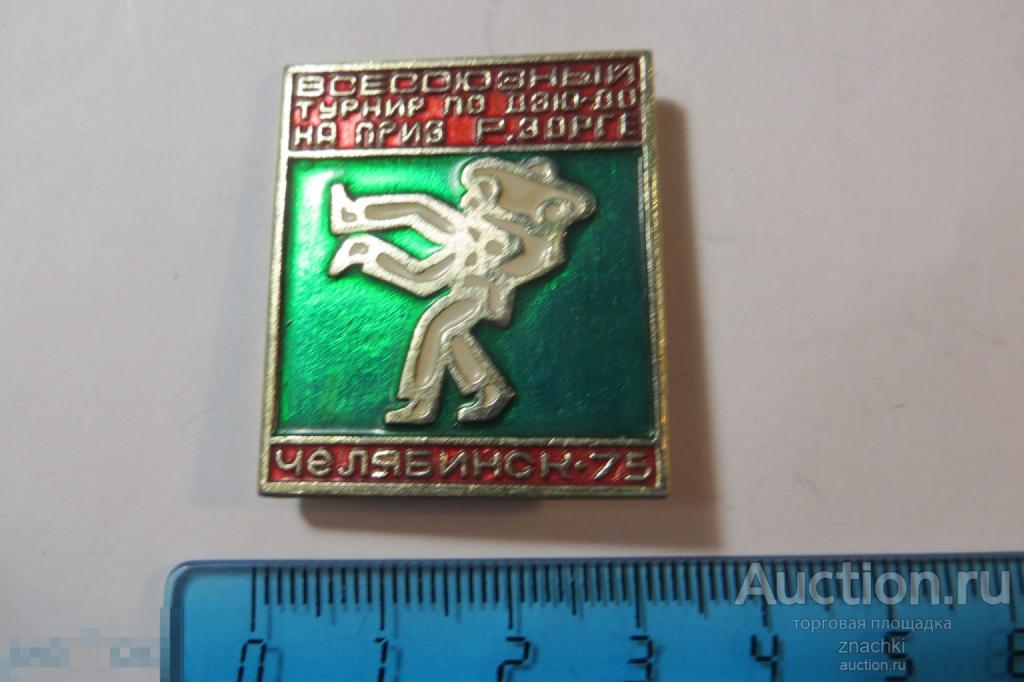 ВСЕСОЮЗНЫЙ
ТУРНИР ПО ДЗЮ-ДО
НА ПРИЗ Р.ЗОРГЕ
ЧеЛЯБИНСК·75
Auction.ru
торговая площадка
znachki
auction.ru
0 1 2 3 4 5